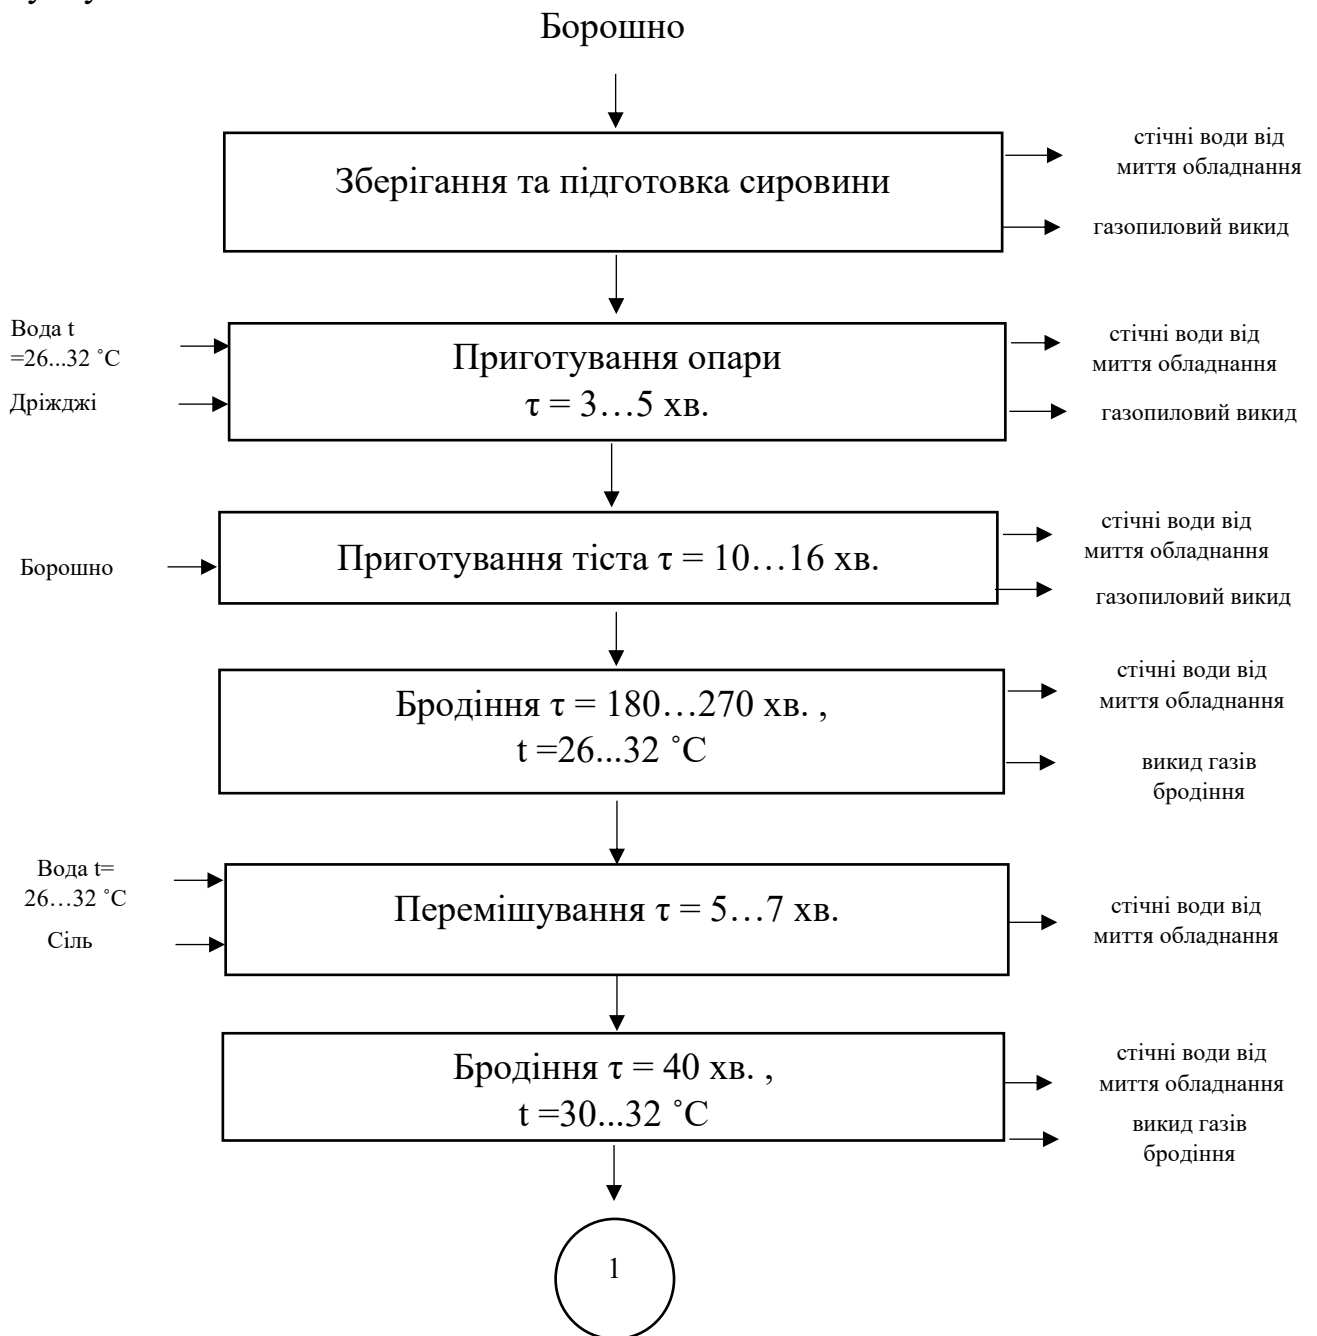 Борошно
стічні води від
миття обладнання
Зберігання та підготовка сировини
газопиловий викид
Вода t
=26...32 ˚C
Дріжджі
Приготування опари
τ = 3…5 хв.
стічні води від
миття обладнання
газопиловий викид
Борошно
Приготування тіста τ = 10…16 хв.
стічні води від
миття обладнання
газопиловий викид
Бродіння τ = 180…270 хв. ,
t =26...32 ˚C
стічні води від
миття обладнання
викид газів
бродіння
Вода t=
26…32 ˚C
Сіль
Перемішування τ = 5…7 хв.
стічні води від
миття обладнання
Бродіння τ = 40 хв. ,
t =30...32 ˚C
стічні води від
миття обладнання
викид газів
бродіння
1